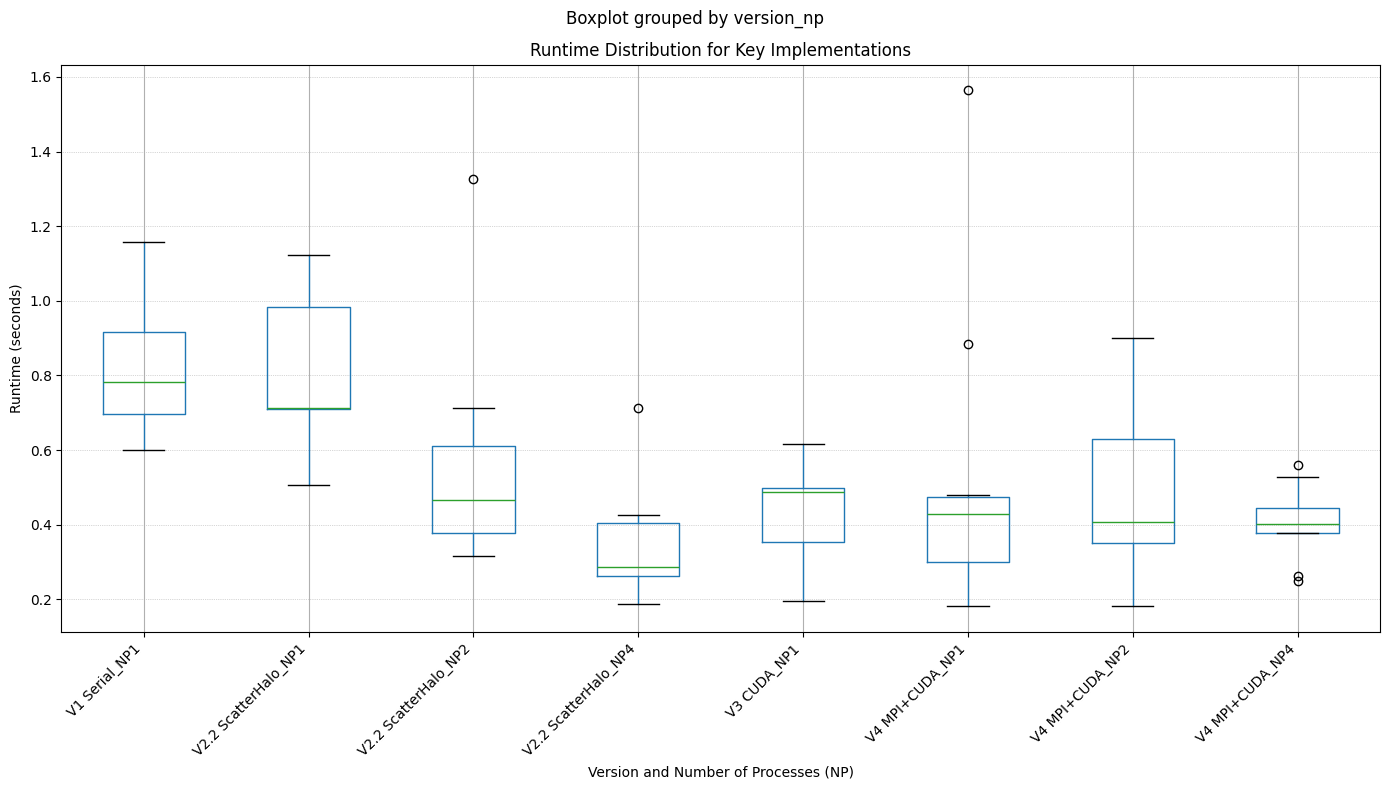 Boxplot grouped by version_np
Runtime Distribution for Key Implementations
Runtime (seconds)
1.6
1.4
1.2
1.0
0.8
0.6
0.4
0.2
V1 Serial_NP1
V2.2 ScatterHalo_NP1
V2.2 ScatterHalo_NP2
V2.2 ScatterHalo_NP4
V3 CUDA_NP1
V4 MPI+CUDA_NP1
V4 MPI+CUDA_NP2
V4 MPI+CUDA_NP4
Version and Number of Processes (NP)